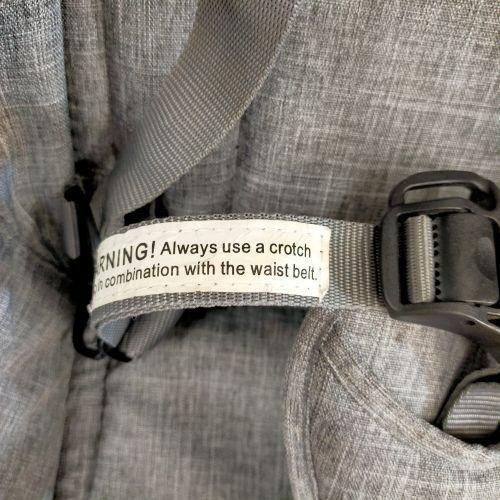 RNING! Always use a crotch
in combination with the waist belt.